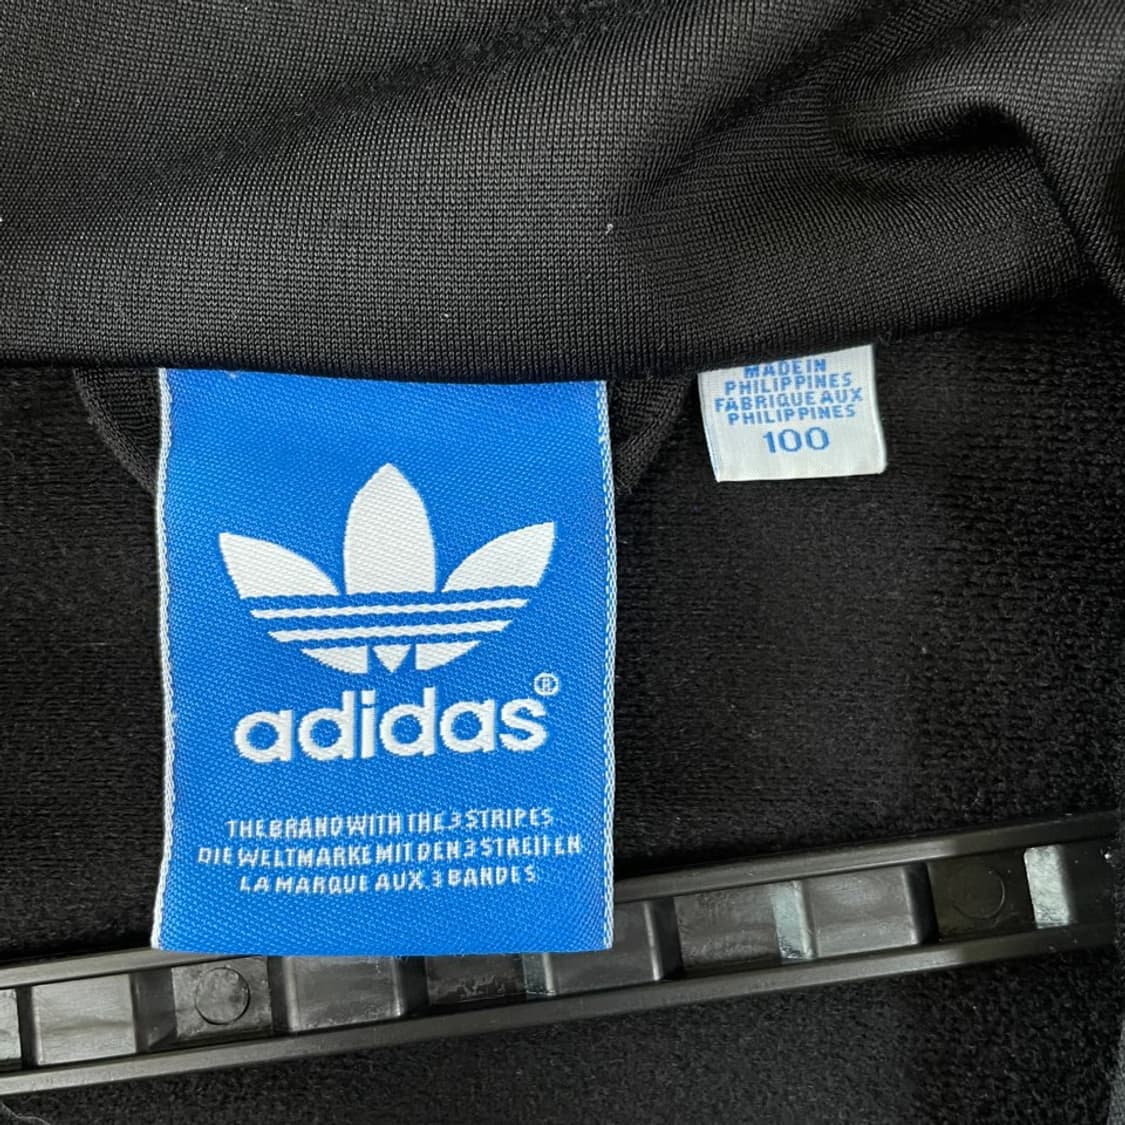 adidas®
THE BRAND WITH THE 3 STRIPES
DIE WELTMARKE MIT DEN 3 STREIFEN
LA MARQUE AUX 3 BANDES
MADE IN
PHILIPPINES
FABRIQUE AUX
PHILIPPINES
100